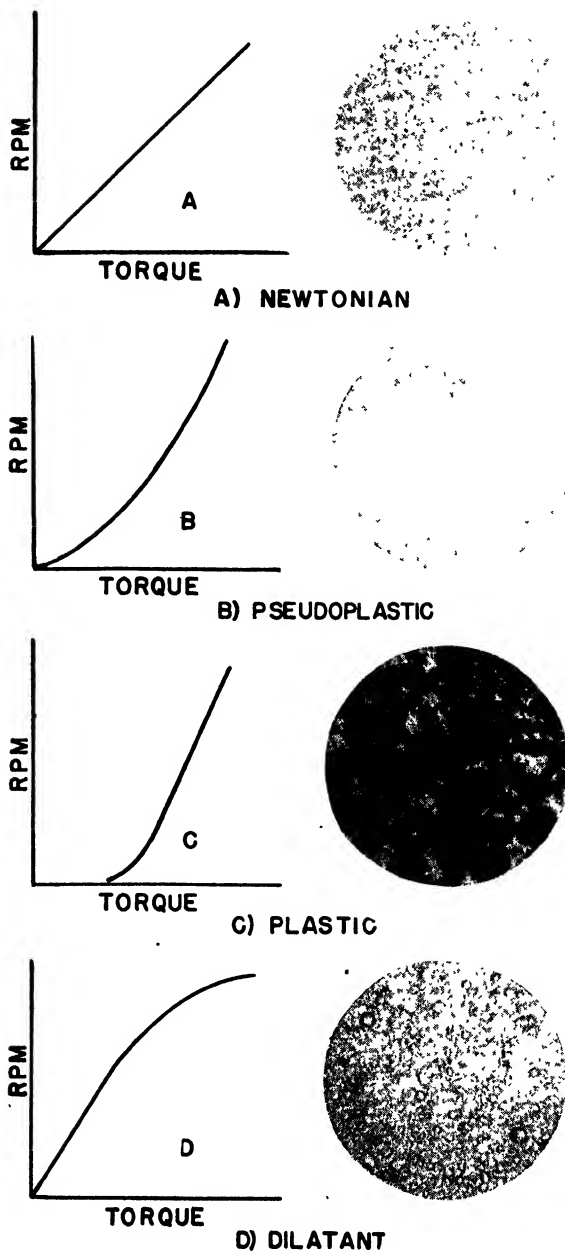 RPM
A
TORQUE
A) NEWTONIAN
RPM
B
TORQUE
B) PSEUDOPLASTIC
RPM
C
TORQUE
C) PLASTIC
RPM
D
TORQUE
D) DILATANT